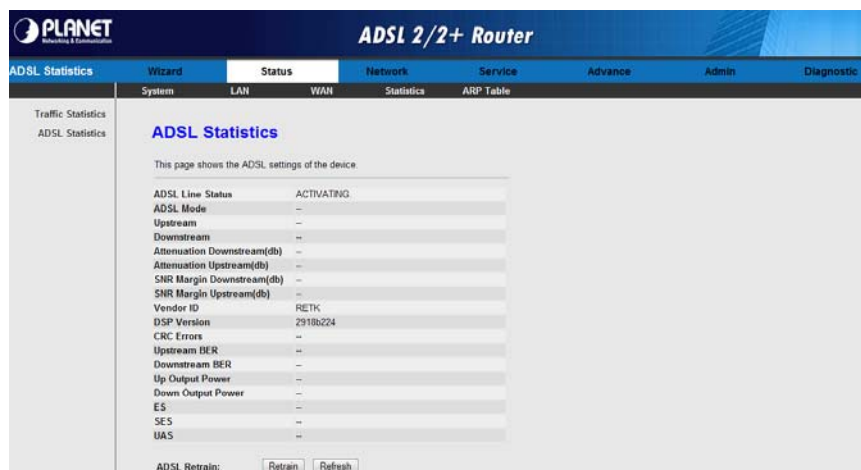 PLANET
Networking & Communication
ADSL 2/2+ Router
ADSL Statistics Wizard Status Network Service Advance Admin Diagnostic
System LAN WAN Statistics ARP Table
Traffic Statistics
ADSL Statistics
ADSL Statistics
This page shows the ADSL settings of the device.
ADSL Line Status ACTIVATING.
ADSL Mode --
Upstream --
Downstream --
Attenuation Downstream(db) --
Attenuation Upstream(db) --
SNR Margin Downstream(db) --
SNR Margin Upstream(db) --
Vendor ID RETK
DSP Version 2918b224
CRC Errors --
Upstream BER --
Downstream BER --
Up Output Power --
Down Output Power --
ES --
SES --
UAS --
ADSL Retrain: Retrain Refresh